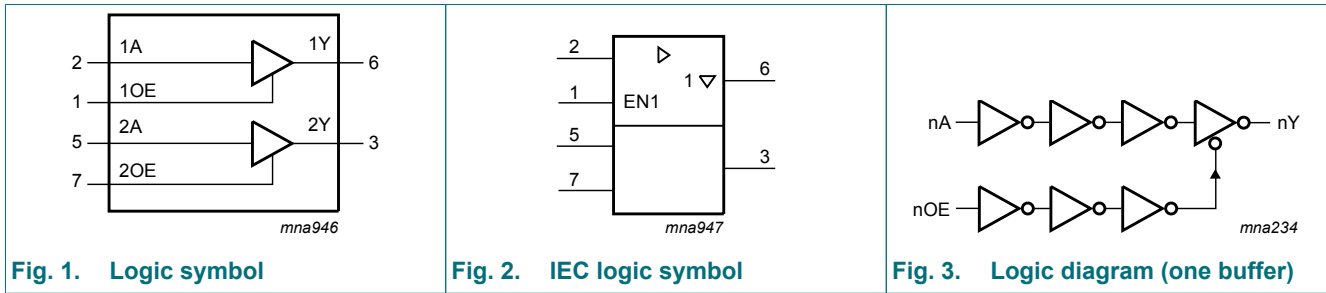 1A 1Y
2 6
1OE
1
2A 2Y
5 3
2OE
7
mna946
Fig. 1. Logic symbol
2
6
1
1
EN1
5
3
7
mna947
Fig. 2. IEC logic symbol
nA nY
nOE
mna234
Fig. 3. Logic diagram (one buffer)